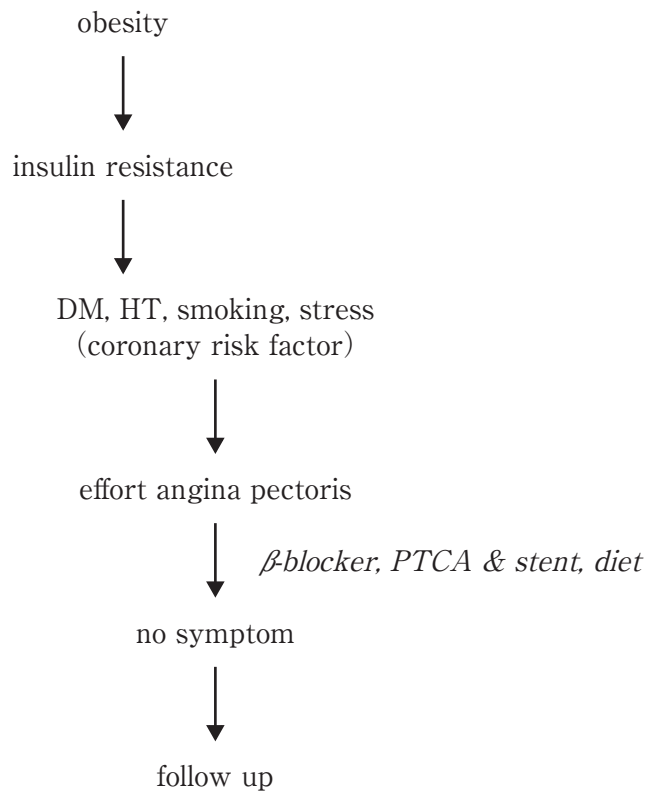 obesity
insulin resistance
DM, HT, smoking, stress
(coronary risk factor)
effort angina pectoris
β-blocker, PTCA & stent, diet
no symptom
follow up